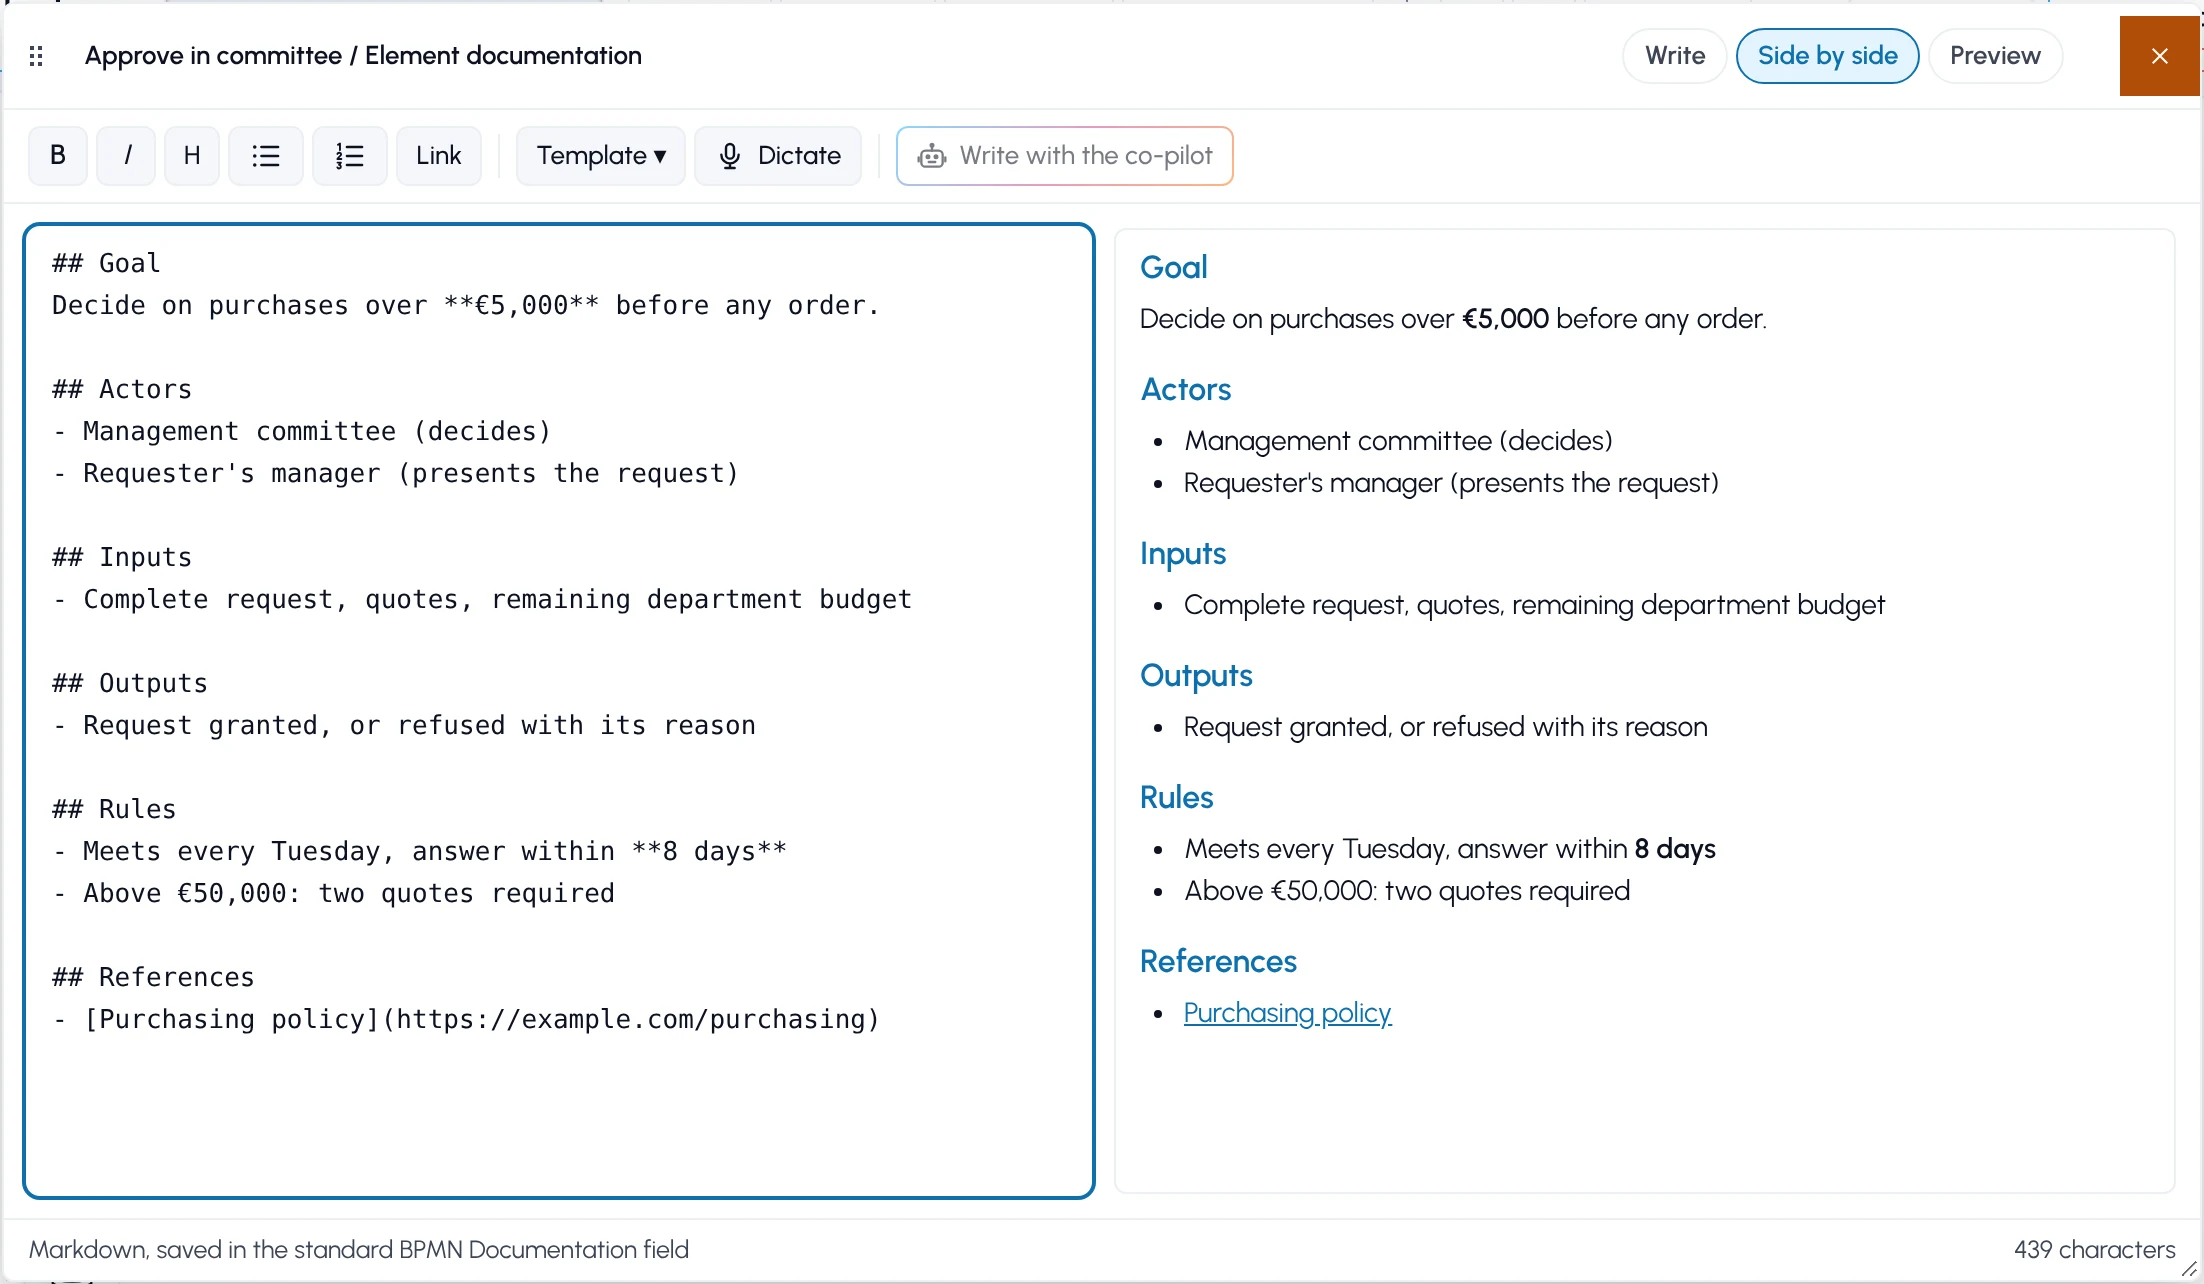 Approve in committee / Element documentation
Write
Side by side
Preview
B
I
H
Link
Template ▾
Dictate
Write with the co-pilot
## Goal
Decide on purchases over **€5,000** before any order.
## Actors
- Management committee (decides)
- Requester's manager (presents the request)
## Inputs
- Complete request, quotes, remaining department budget
## Outputs
- Request granted, or refused with its reason
## Rules
- Meets every Tuesday, answer within **8 days**
- Above €50,000: two quotes required
## References
- [Purchasing policy](https://example.com/purchasing)
Goal
Decide on purchases over €5,000 before any order.
Actors
• Management committee (decides)
• Requester's manager (presents the request)
Inputs
• Complete request, quotes, remaining department budget
Outputs
• Request granted, or refused with its reason
Rules
• Meets every Tuesday, answer within 8 days
• Above €50,000: two quotes required
References
• Purchasing policy
Markdown, saved in the standard BPMN Documentation field
439 characters